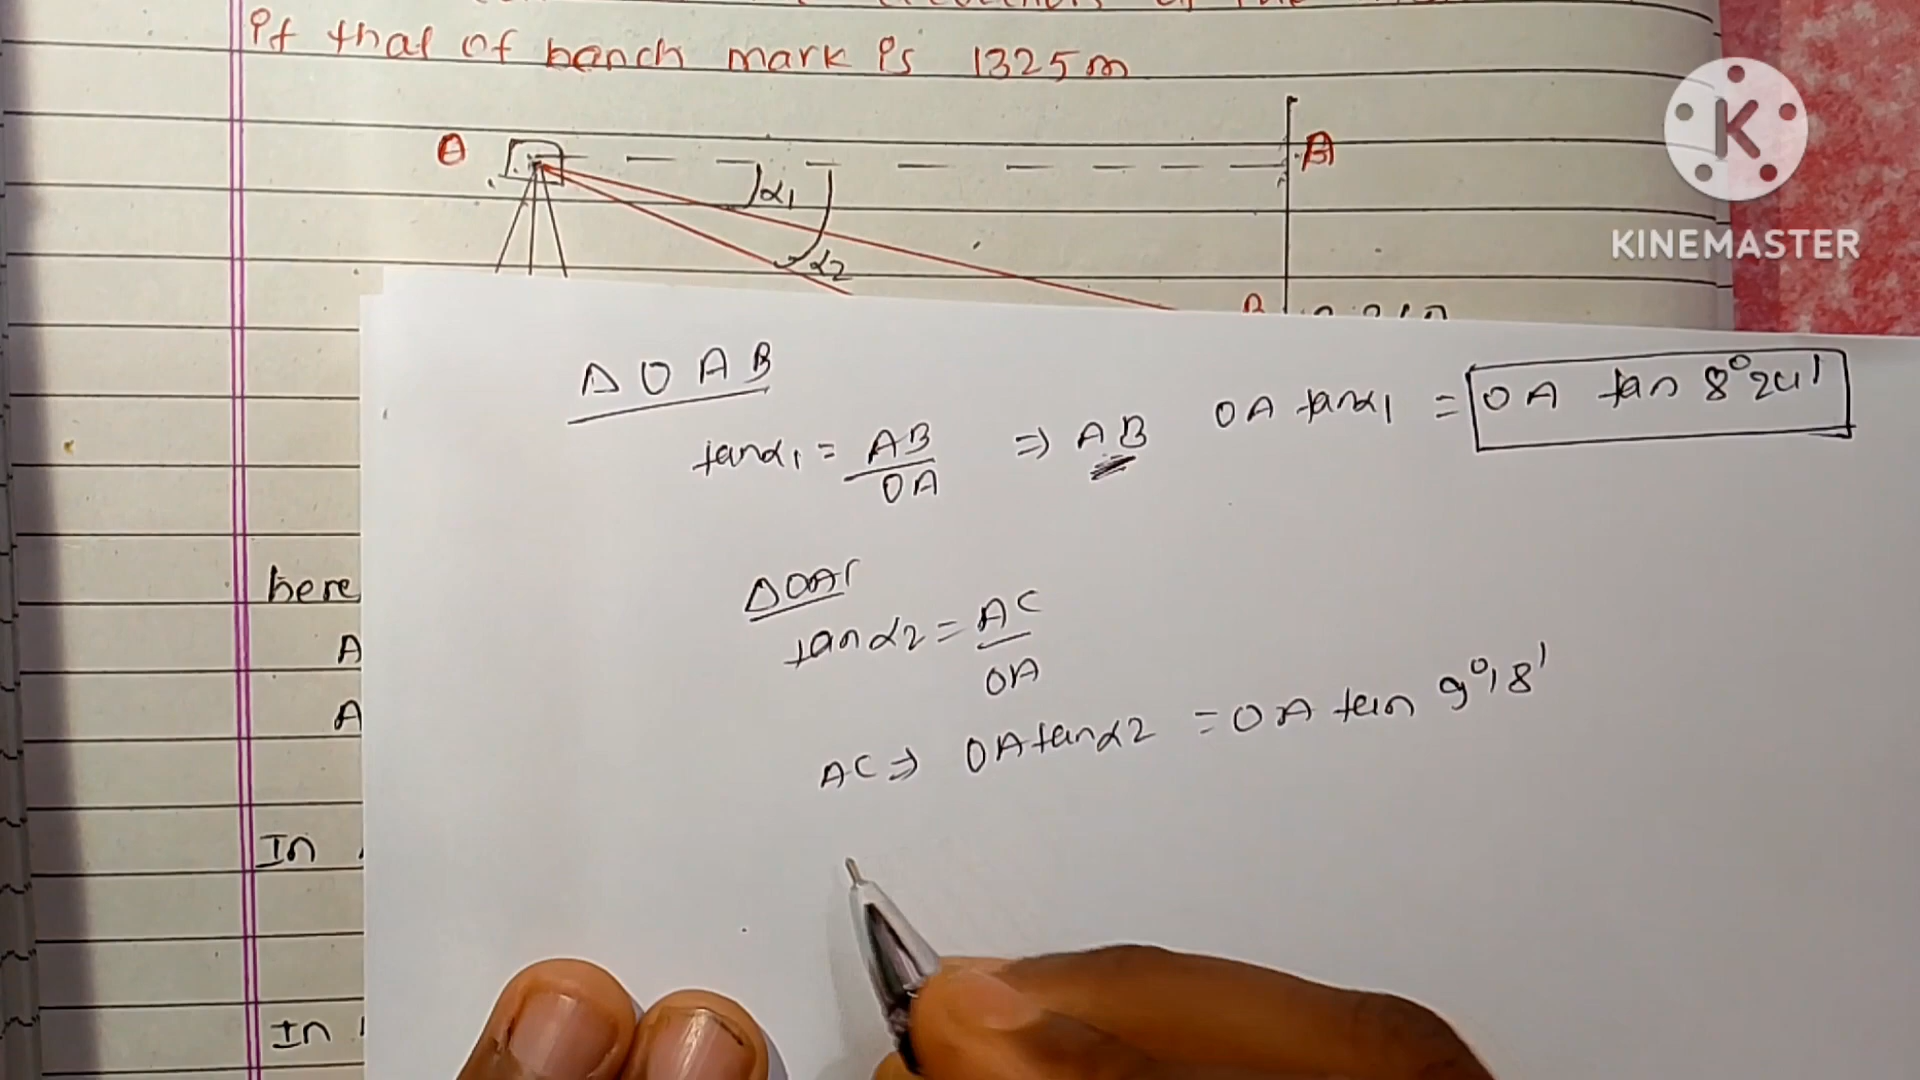 If that of bench mark is 1325m
O
A
α1
α2
B
K
KINEMASTER
Δ O A B
tanα1 = AB/OA ⇒ AB OA tanα1 = OA tan 8°24'
ΔOAC
tanα2 = AC/OA
AC ⇒ OA tanα2 = OA tan 9°18'
here
A
A
In
In